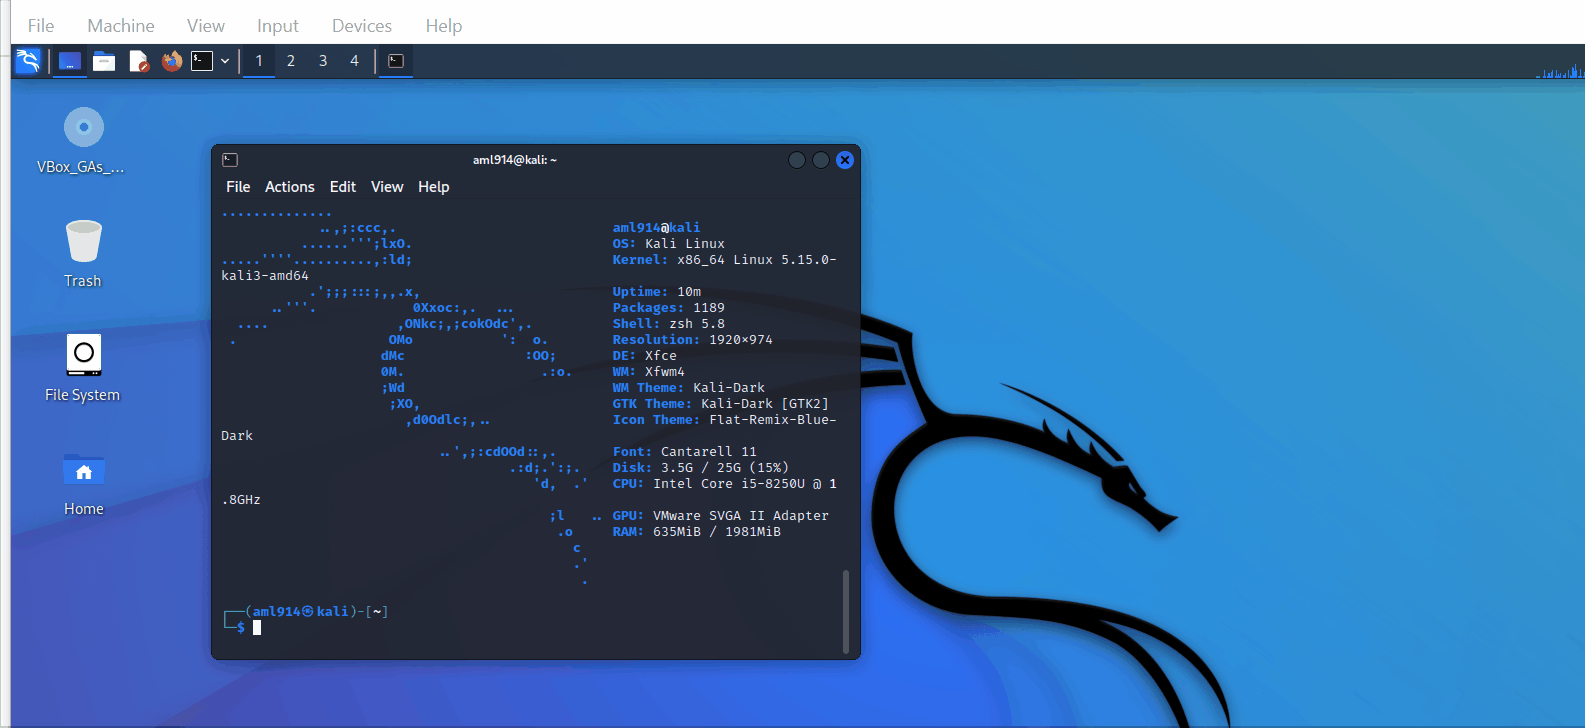 File Machine View Input Devices Help
1 2 3 4
VBox_GAs_...
Trash
File System
Home
aml914@kali: ~
File Actions Edit View Help
..............
..,;:ccc,. aml914@kali
......''';lxO. OS: Kali Linux
.....''''..........,:ld; Kernel: x86_64 Linux 5.15.0-
kali3-amd64
.';;;:::;,,.x, Uptime: 10m
..'''. 0Xxoc:,. ... Packages: 1189
.... ,ONkc;,;cokOdc',. Shell: zsh 5.8
. OMo ': o. Resolution: 1920×974
dMc :OO; DE: Xfce
0M. .:o. WM: Xfwm4
;Wd WM Theme: Kali-Dark
;XO, GTK Theme: Kali-Dark [GTK2]
,d0Odlc;,.. Icon Theme: Flat-Remix-Blue-
Dark
..',;:cdOOd::,. Font: Cantarell 11
.:d;.':;. Disk: 3.5G / 25G (15%)
'd, .' CPU: Intel Core i5-8250U @ 1
.8GHz
;l .. GPU: VMware SVGA II Adapter
.o RAM: 635MiB / 1981MiB
c
.'
.
┌──(aml914㉿kali)-[~]
└─$